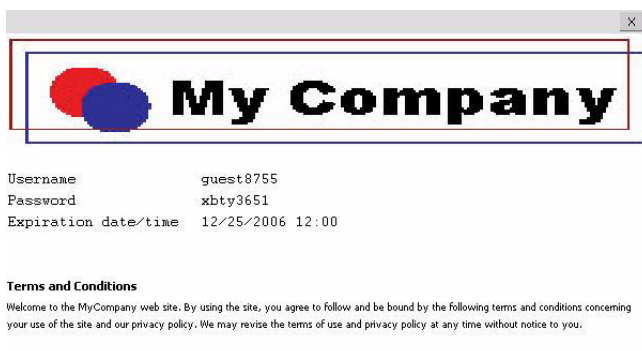 X
My Company
Username guest8755
Password xbty3651
Expiration date/time 12/25/2006 12:00
Terms and Conditions
Welcome to the MyCompany web site. By using the site, you agree to follow and be bound by the following terms and conditions concerning
your use of the site and our privacy policy. We may revise the terms of use and privacy policy at any time without notice to you.